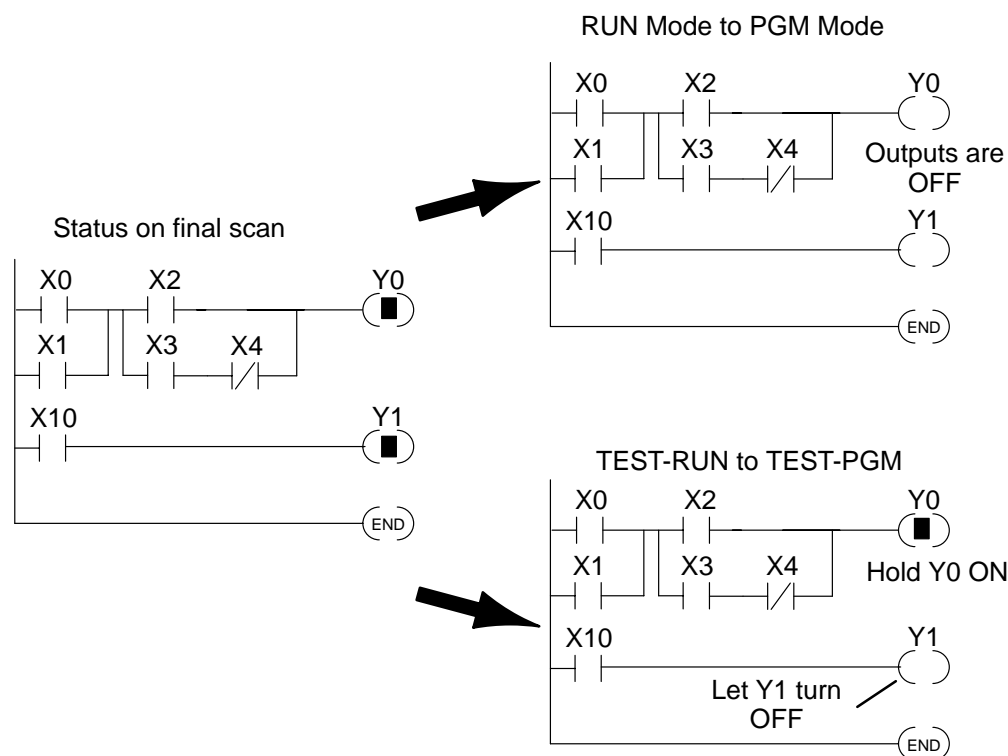 RUN Mode to PGM Mode
X0 X2 Y0
X1 X3 X4
Outputs are
OFF
X10 Y1
END
Status on final scan
X0 X2 Y0
X1 X3 X4
X10 Y1
END
TEST-RUN to TEST-PGM
X0 X2 Y0
X1 X3 X4
Hold Y0 ON
X10 Y1
Let Y1 turn
OFF
END